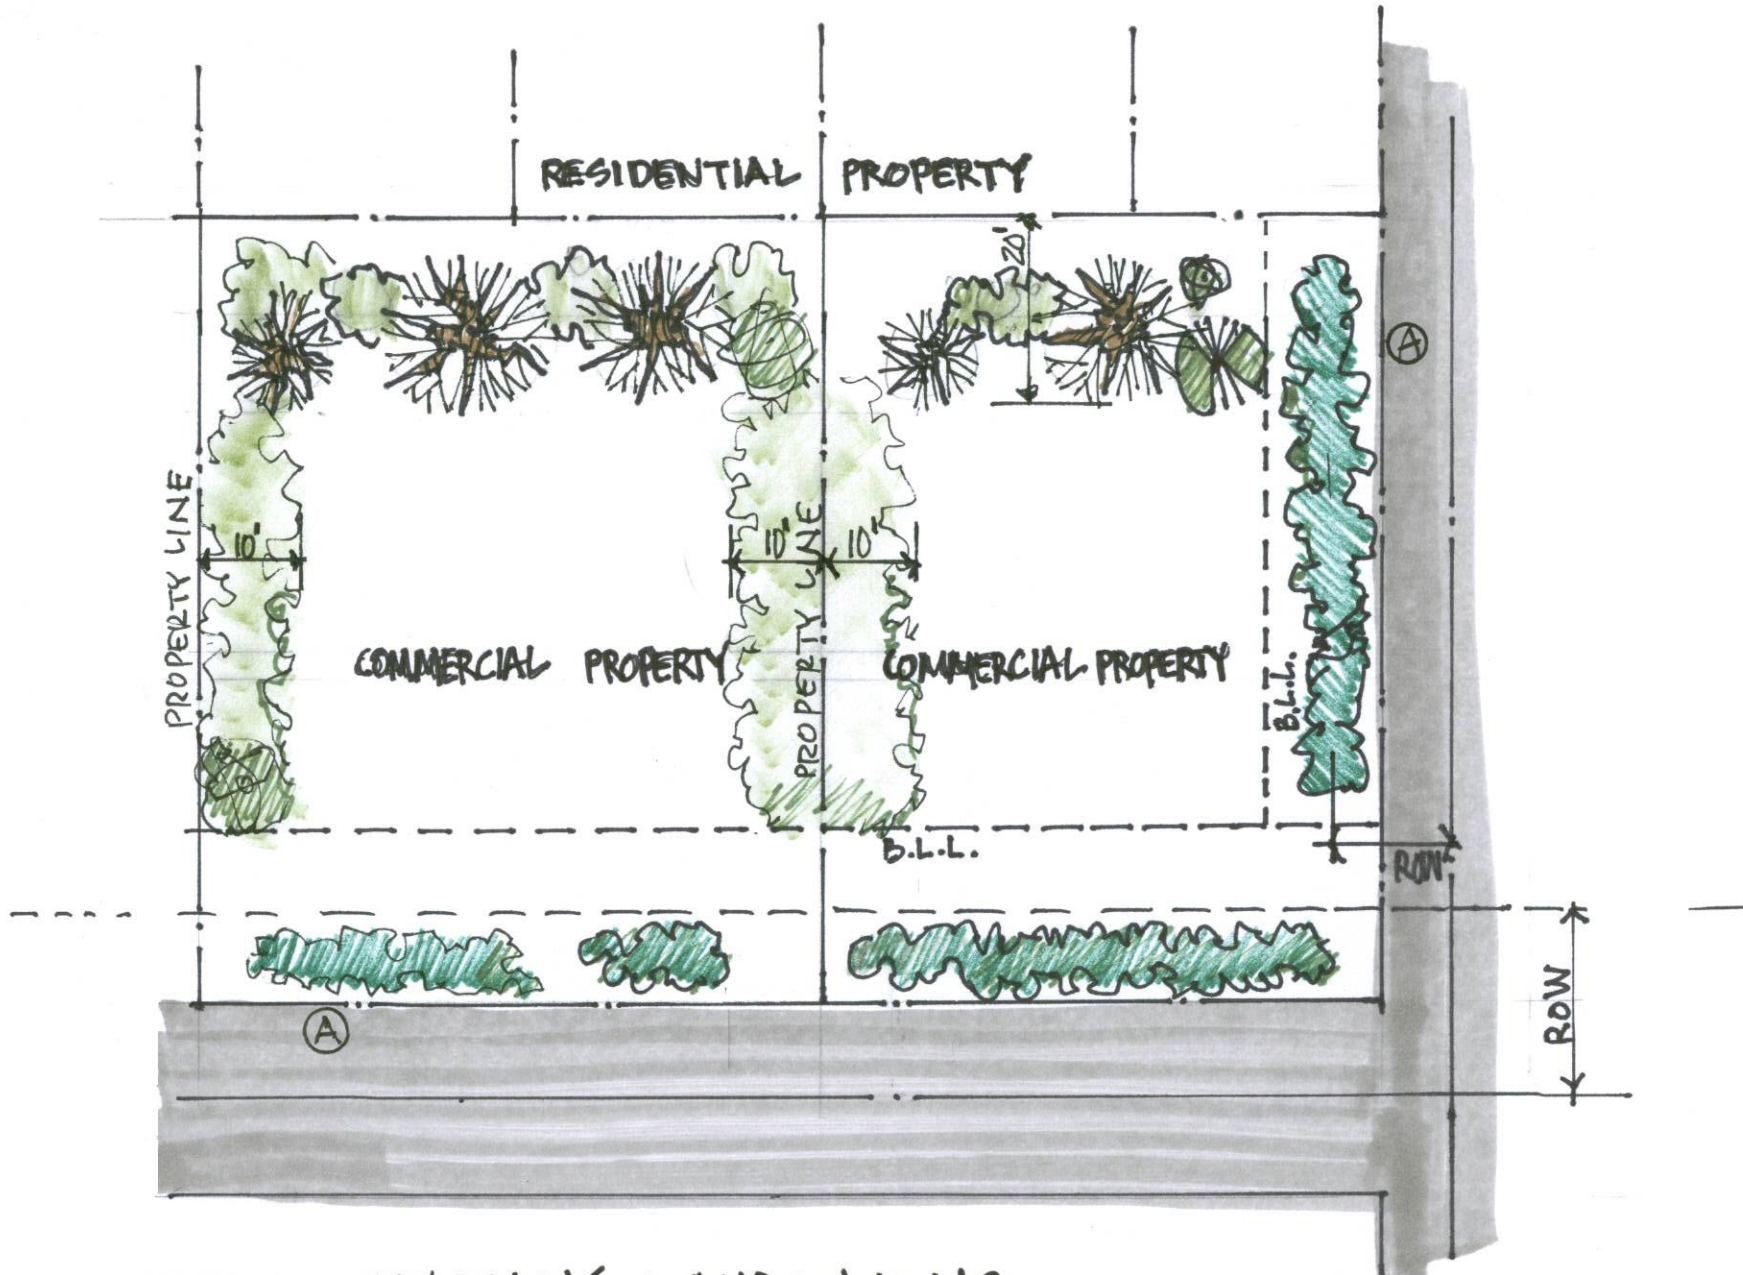 RESIDENTIAL PROPERTY
20'
A
PROPERTY LINE
10'
10'
PROPERTY LINE
10'
COMMERCIAL PROPERTY
COMMERCIAL PROPERTY
B.L.L.
B.L.L.
ROW
ROW
A